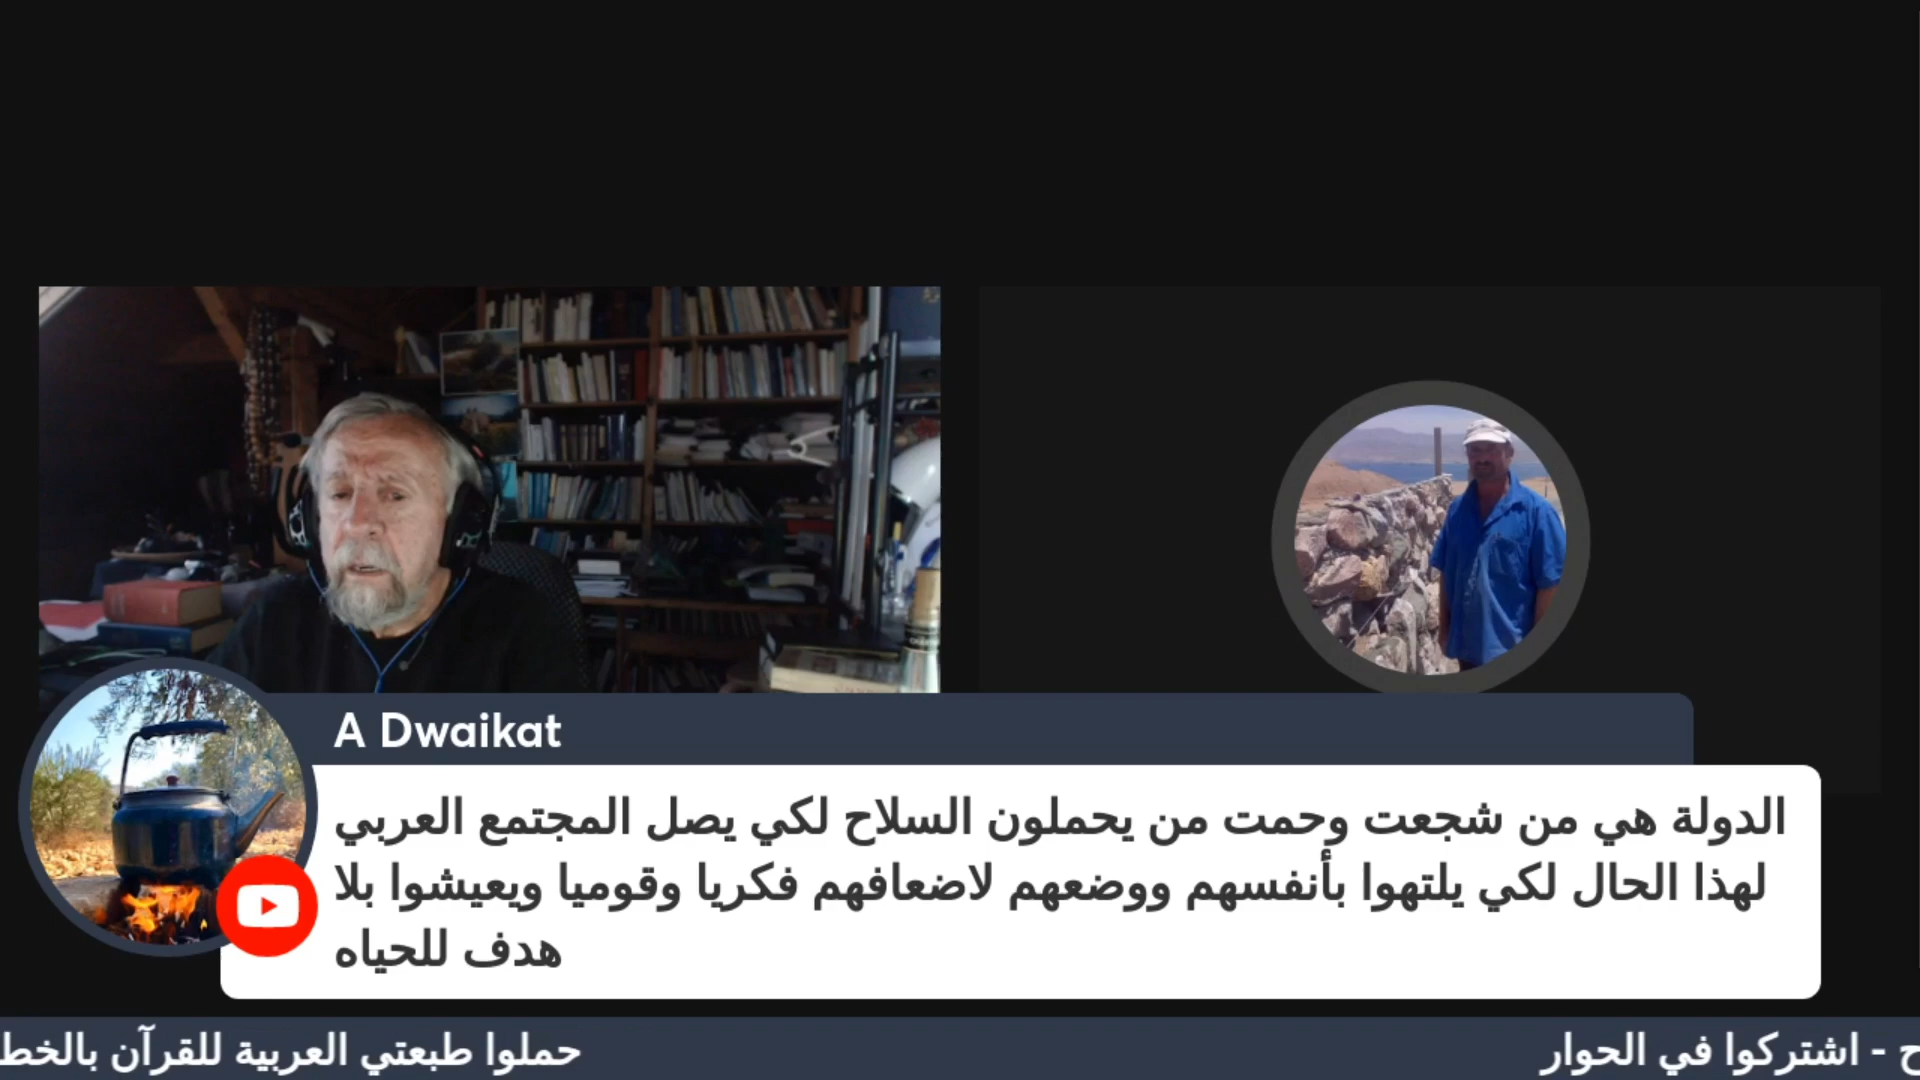 A Dwaikat
الدولة هي من شجعت وحمت من يحملون السلاح لكي يصل المجتمع العربي
لهذا الحال لكي يلتهوا بأنفسهم ووضعهم لاضعافهم فكريا وقوميا ويعيشوا بلا
هدف للحياه
ح - اشتركوا في الحوار
حملوا طبعتي العربية للقرآن بالخط